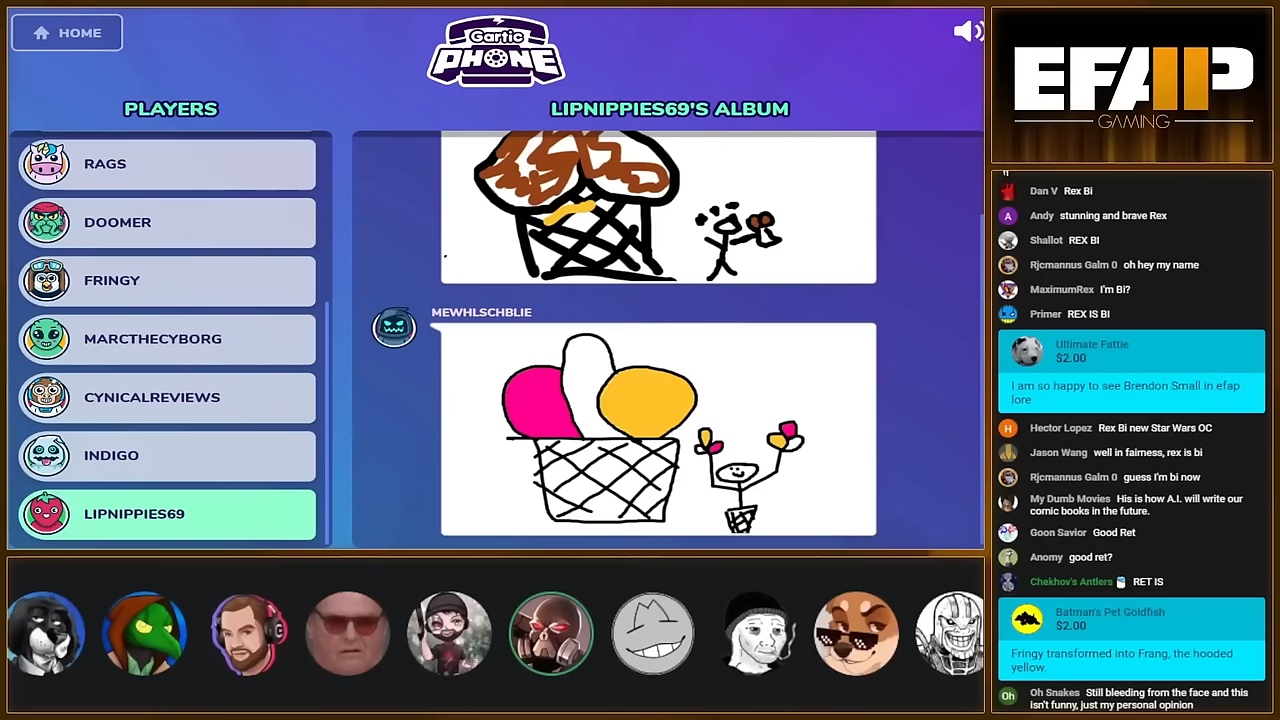 HOME
Gartic
PHONE
PLAYERS
LIPNIPPIES69'S ALBUM
RAGS
DOOMER
FRINGY
MARCTHECYBORG
CYNICALREVIEWS
INDIGO
LIPNIPPIES69
MEWHLSCHBLIE
EFAP
GAMING
Dan V Rex Bi
Andy stunning and brave Rex
Shallot REX BI
Rjcmannus Galm 0 oh hey my name
MaximumRex I'm Bi?
Primer REX IS BI
Ultimate Fattie
$2.00
I am so happy to see Brendon Small in efap
lore
Hector Lopez Rex Bi new Star Wars OC
Jason Wang well in fairness, rex is bi
Rjcmannus Galm 0 guess I'm bi now
My Dumb Movies His is how A.I. will write our
comic books in the future.
Goon Savior Good Ret
Anomy good ret?
Chekhov's Antlers RET IS
Batman's Pet Goldfish
$2.00
Fringy transformed into Frang, the hooded
yellow.
Oh Snakes Still bleeding from the face and this
isn't funny, just my personal opinion